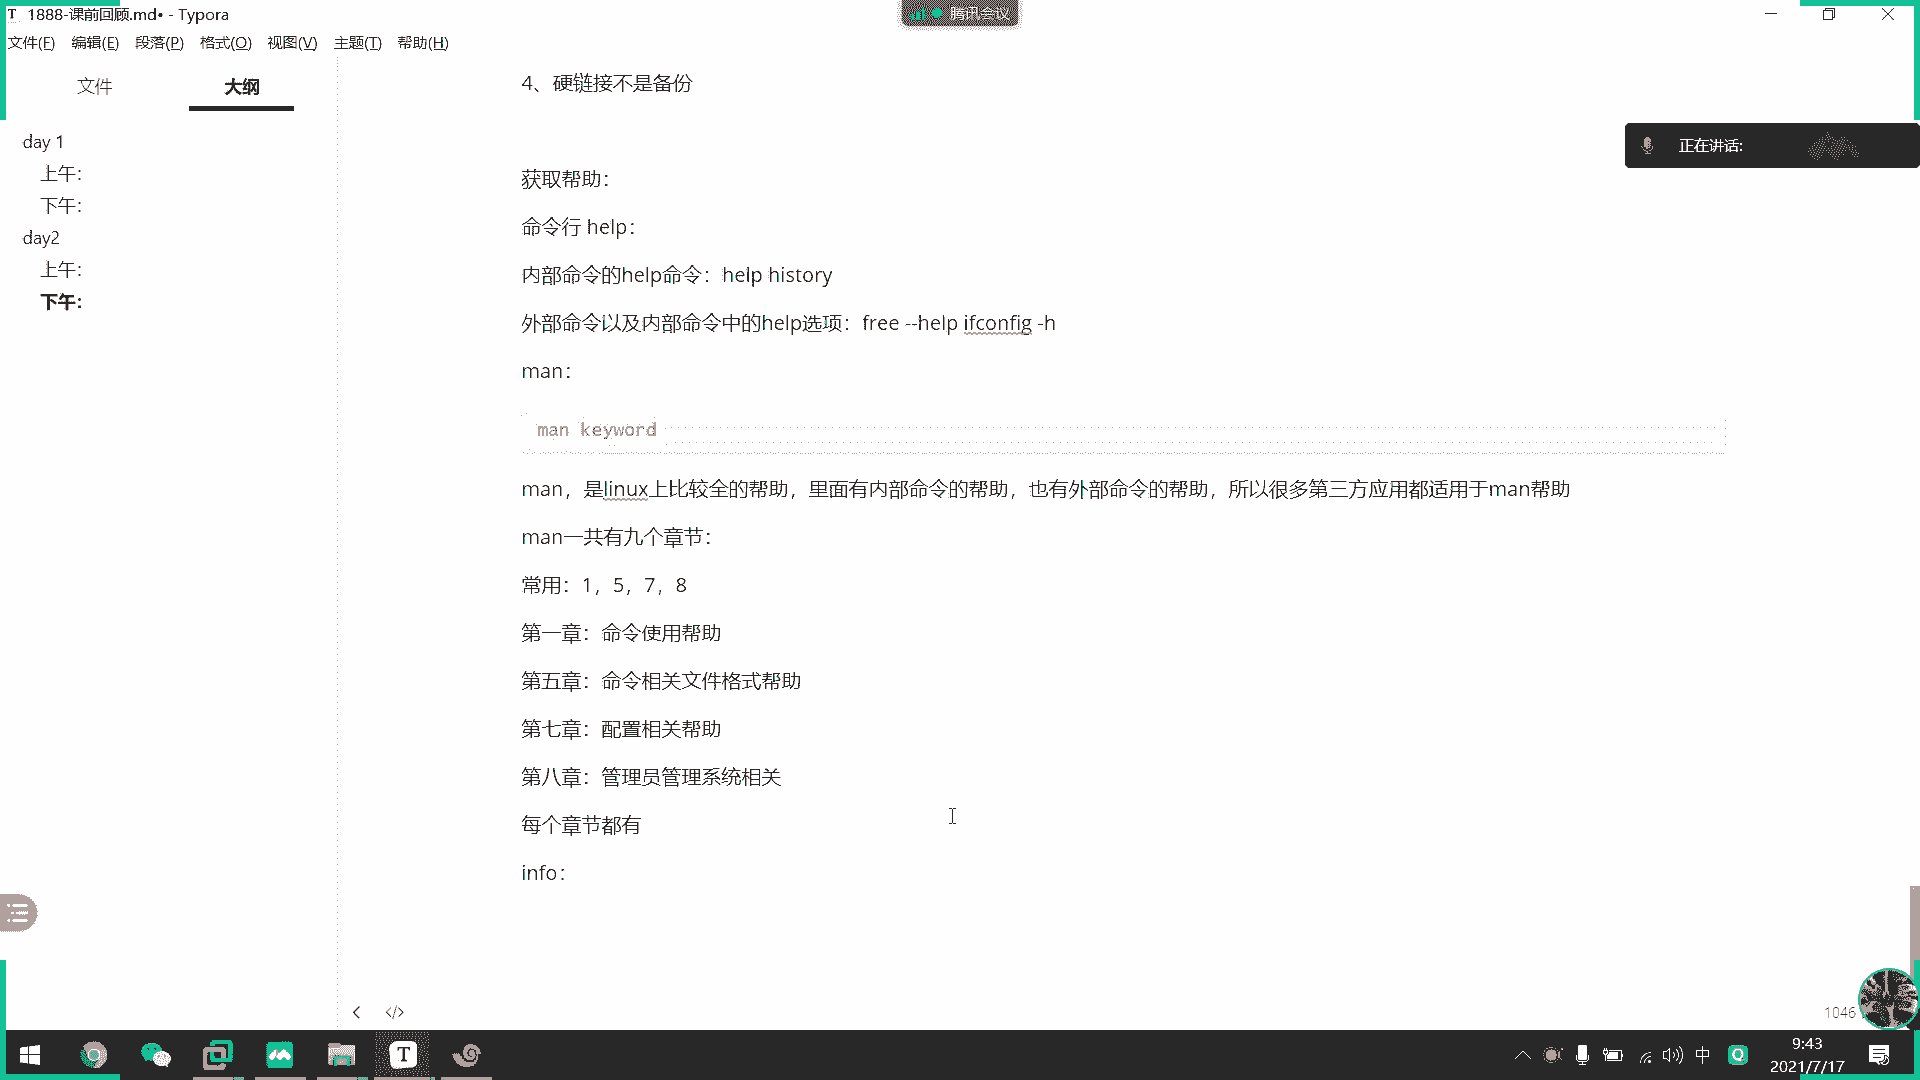 1888-课前回顾.md• - Typora
腾讯会议
文件(F) 编辑(E) 段落(P) 格式(O) 视图(V) 主题(T) 帮助(H)
文件 大纲
day 1
上午：
下午：
day2
上午：
下午：
4、硬链接不是备份
正在讲话:
获取帮助：
命令行 help：
内部命令的help命令：help history
外部命令以及内部命令中的help选项：free --help ifconfig -h
man：
man keyword
man，是linux上比较全的帮助，里面有内部命令的帮助，也有外部命令的帮助，所以很多第三方应用都适用于man帮助
man一共有九个章节：
常用：1，5，7，8
第一章：命令使用帮助
第五章：命令相关文件格式帮助
第七章：配置相关帮助
第八章：管理员管理系统相关
每个章节都有
info：
1046
中
9:43
2021/7/17